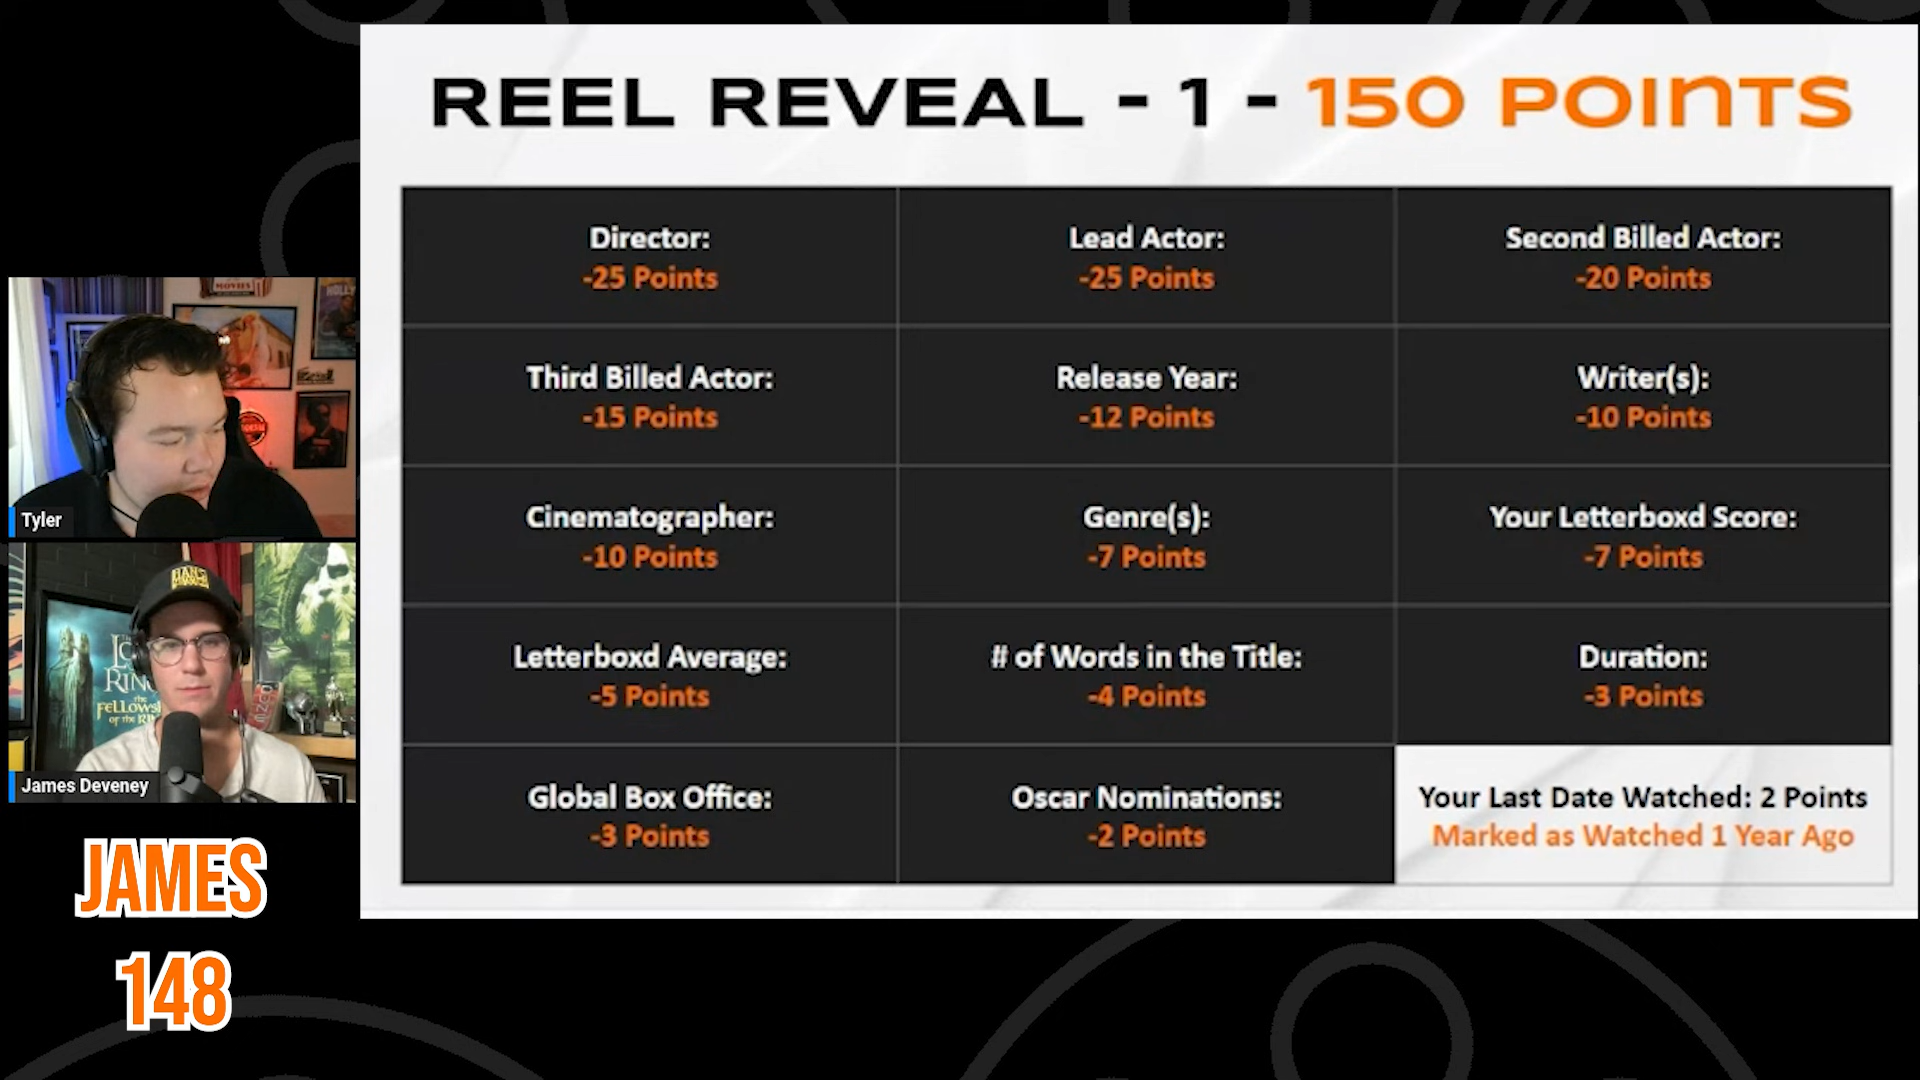 REEL REVEAL - 1 - 150 POINTS
Director:
-25 Points
Lead Actor:
-25 Points
Second Billed Actor:
-20 Points
Third Billed Actor:
-15 Points
Release Year:
-12 Points
Writer(s):
-10 Points
Cinematographer:
-10 Points
Genre(s):
-7 Points
Your Letterboxd Score:
-7 Points
Letterboxd Average:
-5 Points
# of Words in the Title:
-4 Points
Duration:
-3 Points
Global Box Office:
-3 Points
Oscar Nominations:
-2 Points
Your Last Date Watched: 2 Points
Marked as Watched 1 Year Ago
MOVIES
Tyler
James Deveney
JAMES
148